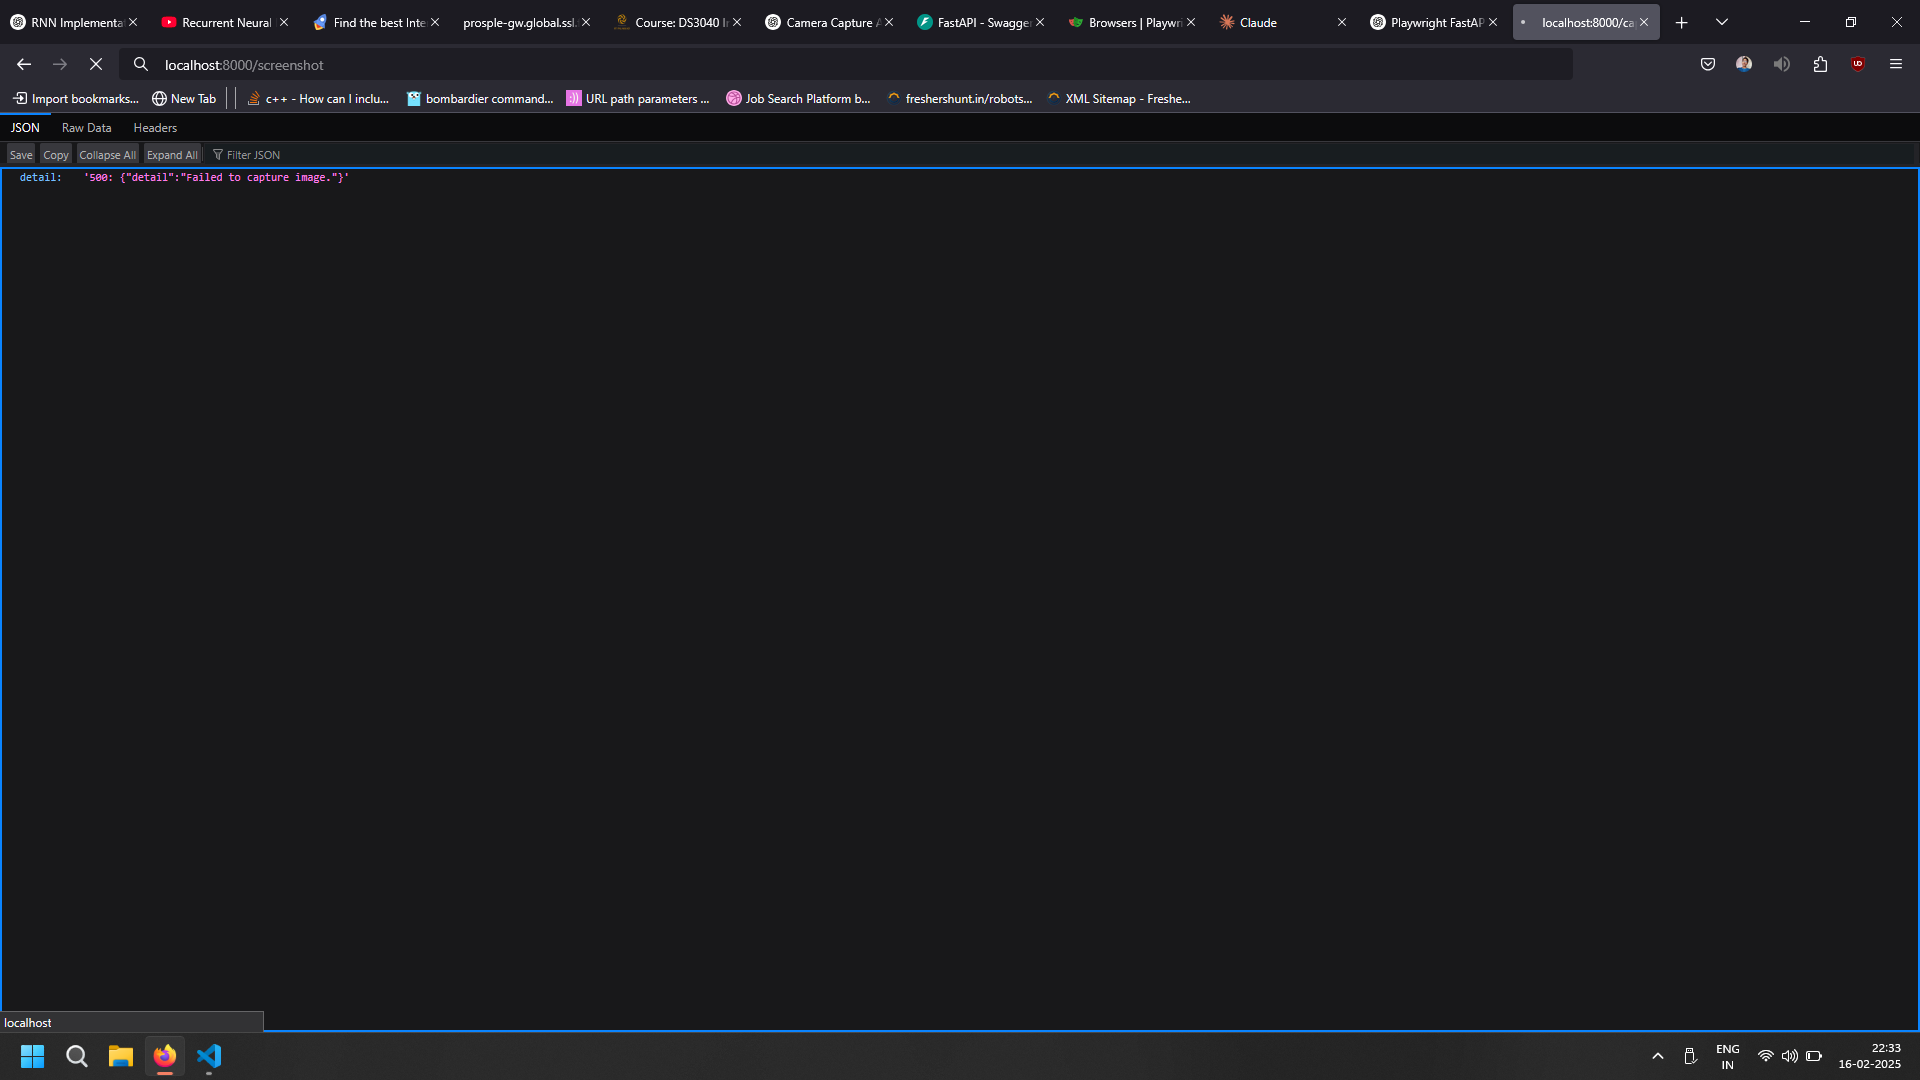 RNN Implementa
Recurrent Neural
Find the best Inte
prosple-gw.global.ssl.
Course: DS3040 I
Camera Capture A
FastAPI - Swagger
Browsers | Playwri
Claude
Playwright FastAP
localhost:8000/ca
localhost:8000/screenshot
Import bookmarks...
New Tab
c++ - How can I inclu...
bombardier command...
URL path parameters ...
Job Search Platform b...
freshershunt.in/robots...
XML Sitemap - Freshe...
JSON
Raw Data
Headers
Save
Copy
Collapse All
Expand All
Filter JSON
detail: '500: {"detail":"Failed to capture image."}'
localhost
ENG
IN
22:33
16-02-2025